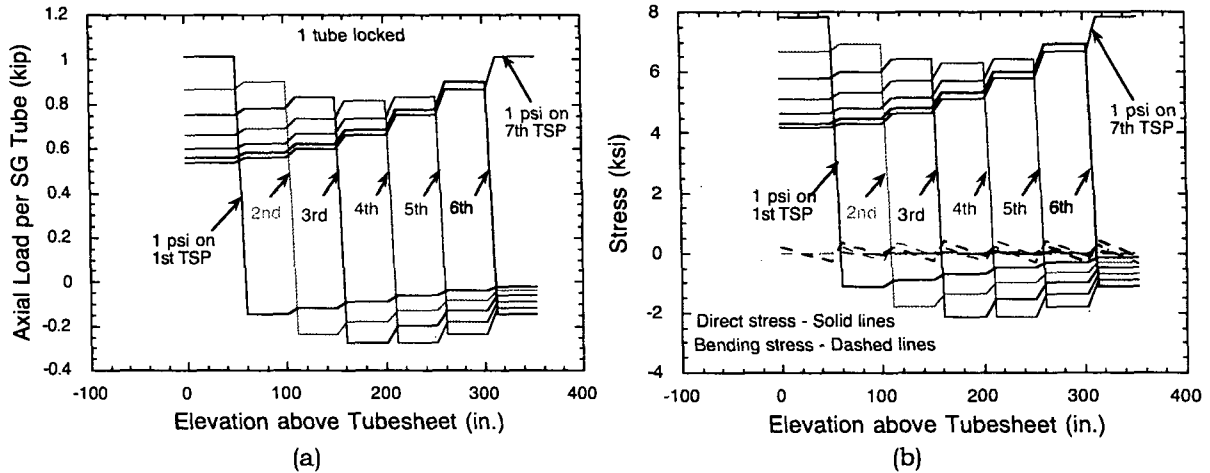 1 tube locked
Axial Load per SG Tube (kip)
1.2
1
0.8
0.6
0.4
0.2
0
-0.2
-0.4
1 psi on
7th TSP
2nd
3rd
4th
5th
6th
1 psi on
1st TSP
-100
0
100
200
300
400
Elevation above Tubesheet (in.)
(a)
Stress (ksi)
8
6
4
2
0
-2
-4
1 psi on
7th TSP
1 psi on
1st TSP
2nd
3rd
4th
5th
6th
Direct stress - Solid lines
Bending stress - Dashed lines
-100
0
100
200
300
400
Elevation above Tubesheet (in.)
(b)